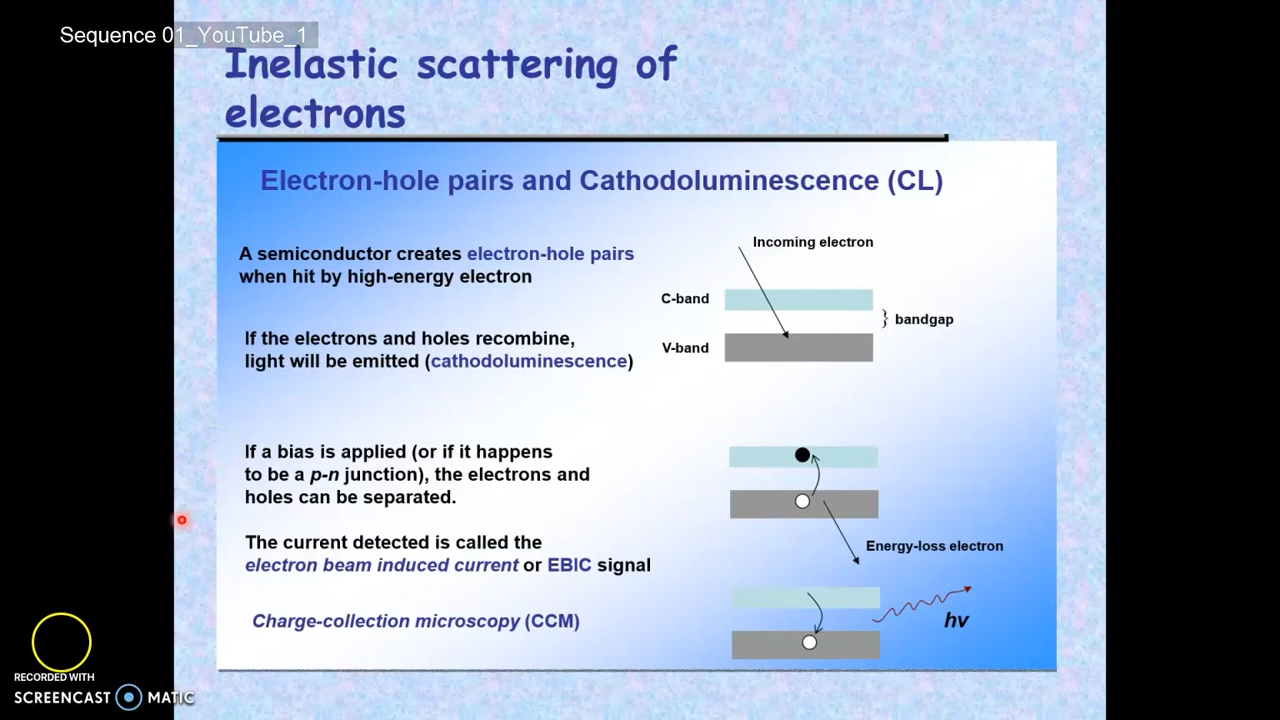 Sequence 01_YouTube_1
Inelastic scattering of
electrons
Electron-hole pairs and Cathodoluminescence (CL)
A semiconductor creates electron-hole pairs
when hit by high-energy electron
If the electrons and holes recombine,
light will be emitted (cathodoluminescence)
If a bias is applied (or if it happens
to be a p-n junction), the electrons and
holes can be separated.
The current detected is called the
electron beam induced current or EBIC signal
Charge-collection microscopy (CCM)
Incoming electron
C-band
} bandgap
V-band
Energy-loss electron
hν
RECORDED WITH
SCREENCAST MATIC